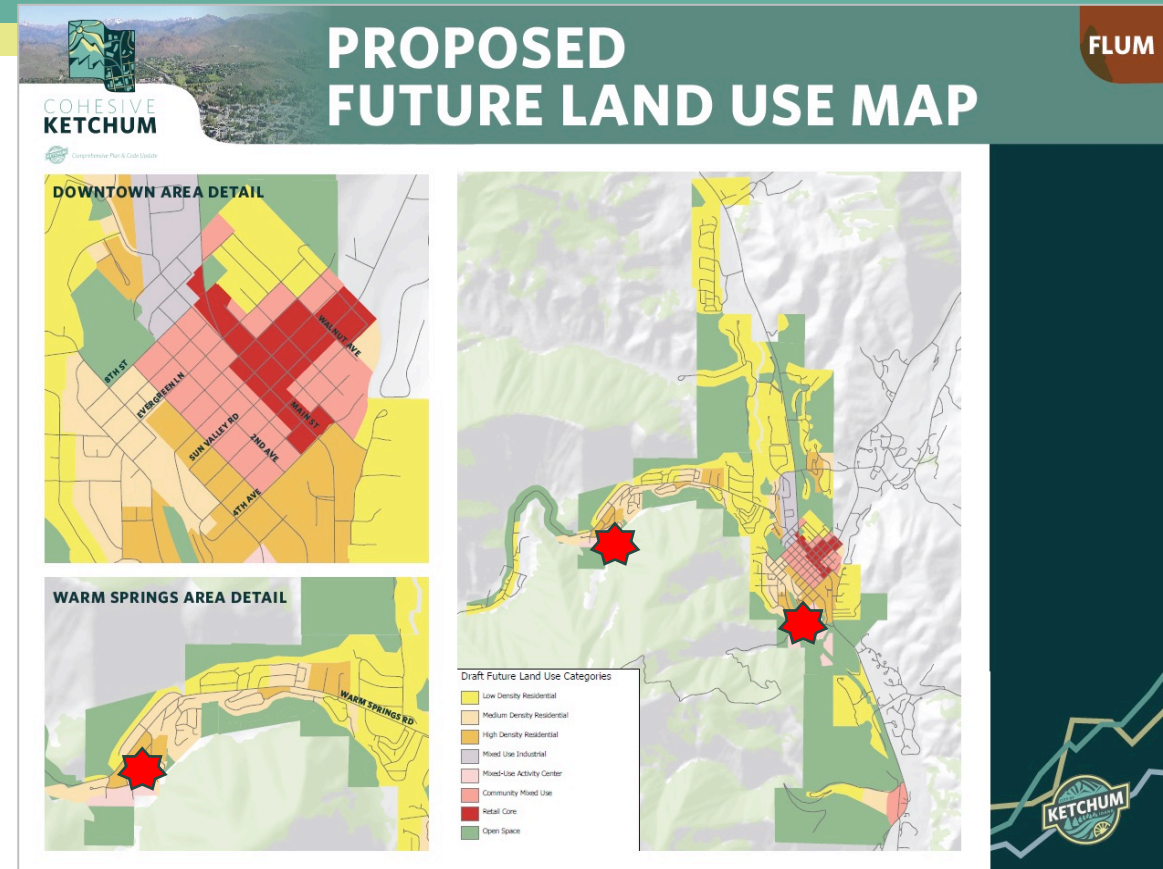 PROPOSED
FUTURE LAND USE MAP
FLUM
COHESIVE
KETCHUM
Comprehensive Plan & Code Update
DOWNTOWN AREA DETAIL
WALNUT AVE
8TH ST
EVERGREEN LN
MAIN ST
SUN VALLEY RD
2ND AVE
4TH AVE
WARM SPRINGS AREA DETAIL
WARM SPRINGS RD
Draft Future Land Use Categories
Low Density Residential
Medium Density Residential
High Density Residential
Mixed Use Industrial
Mixed-Use Activity Center
Community Mixed Use
Retail Core
Open Space
KETCHUM